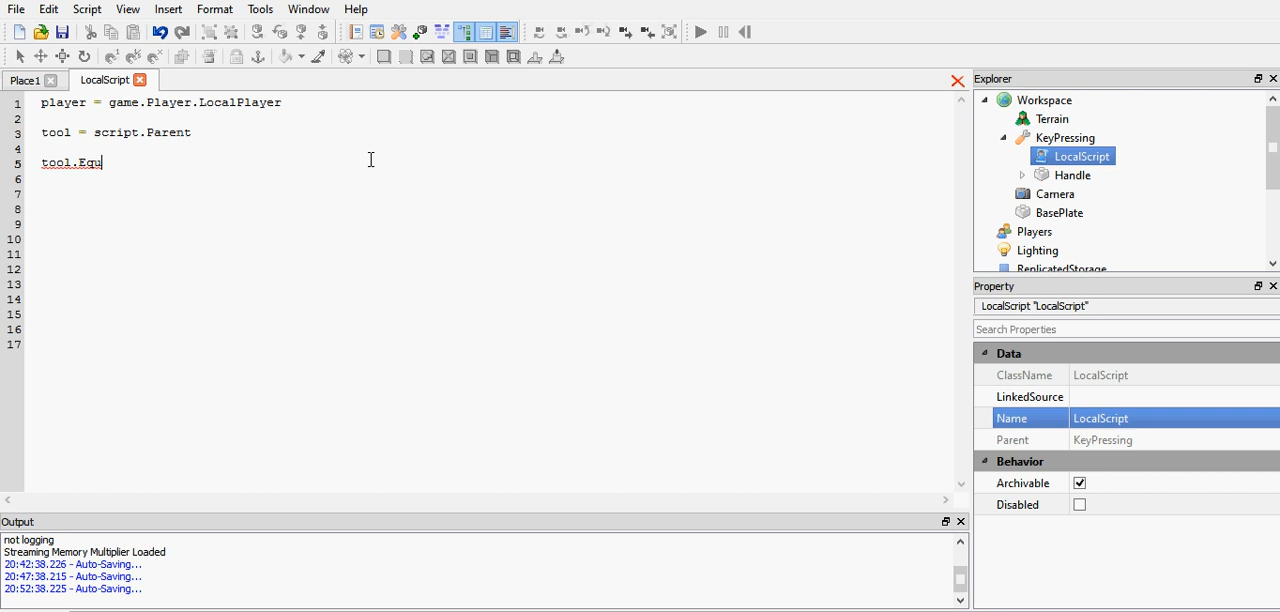 File Edit Script View Insert Format Tools Window Help
Place1 LocalScript
1 player = game.Player.LocalPlayer
2
3 tool = script.Parent
4
5 tool.Equ
6
7
8
9
10
11
12
13
14
15
16
17
Explorer
Workspace
Terrain
KeyPressing
LocalScript
Handle
Camera
BasePlate
Players
Lighting
ReplicatedStorage
Property
LocalScript "LocalScript"
Search Properties
Data
ClassName LocalScript
LinkedSource
Name LocalScript
Parent KeyPressing
Behavior
Archivable
Disabled
Output
not logging
Streaming Memory Multiplier Loaded
20:42:38.226 - Auto-Saving...
20:47:38.215 - Auto-Saving...
20:52:38.225 - Auto-Saving...